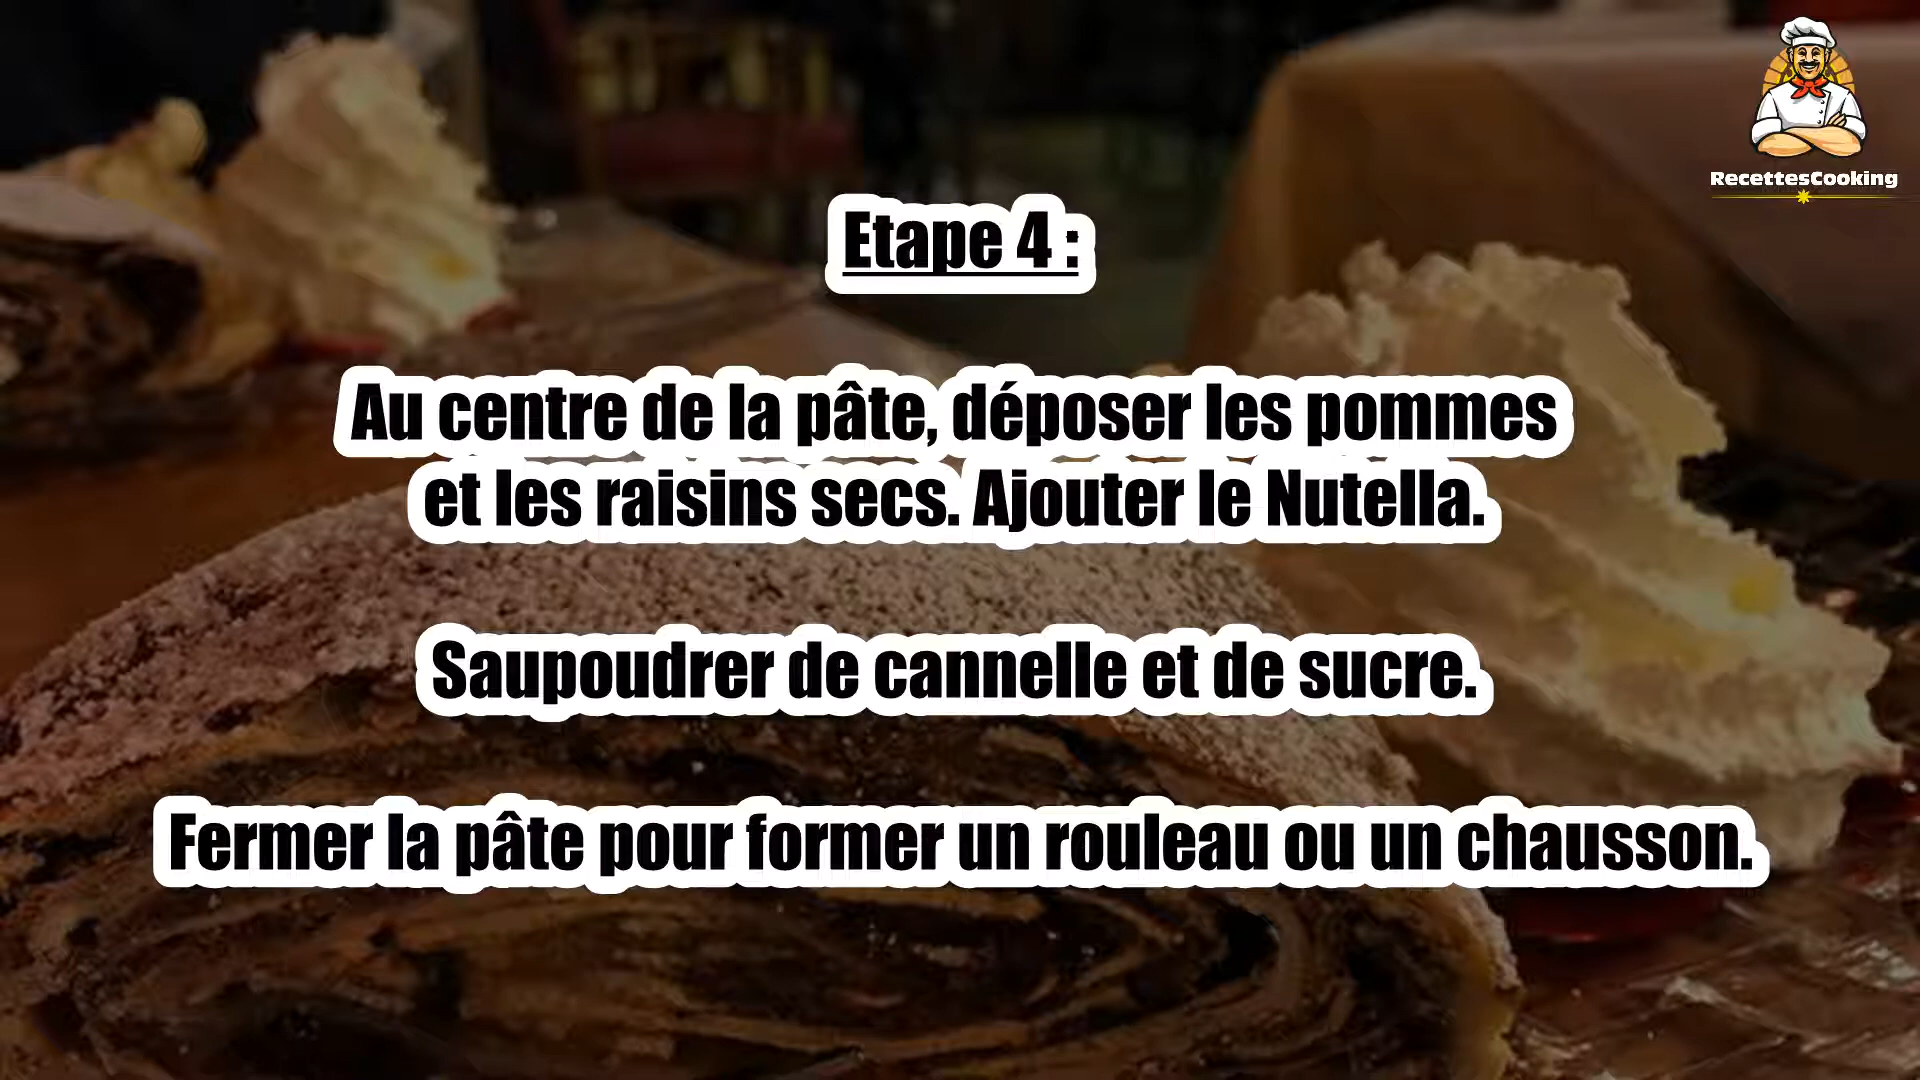 RecettesCooking
Etape 4 :
Au centre de la pâte, déposer les pommes
et les raisins secs. Ajouter le Nutella.
Saupoudrer de cannelle et de sucre.
Fermer la pâte pour former un rouleau ou un chausson.